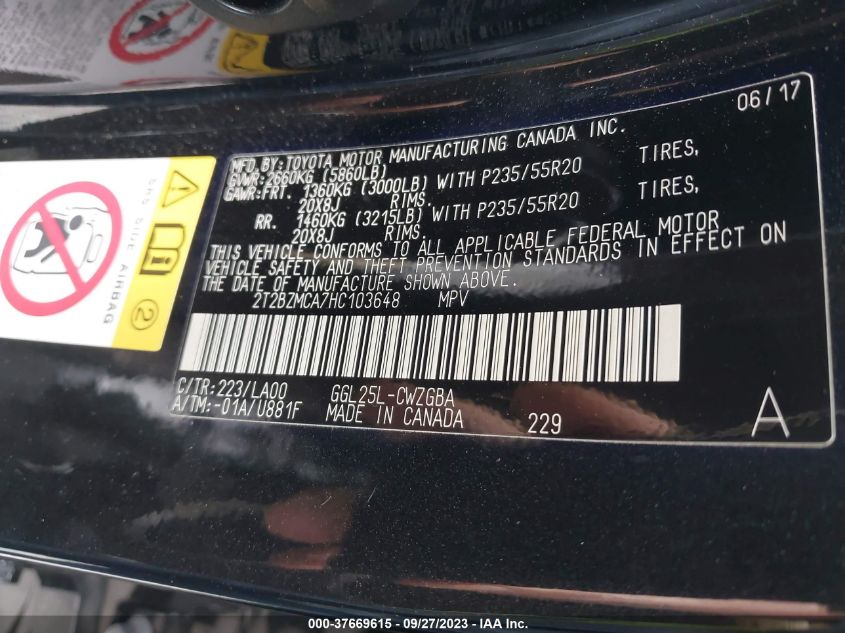 06/17
MFD.BY:TOYOTA MOTOR MANUFACTURING CANADA INC.
GVWR:2660KG (5860LB)
GAWR:FRT. 1360KG (3000LB) WITH P235/55R20 TIRES,
20X8J RIMS.
RR. 1460KG (3215LB) WITH P235/55R20 TIRES,
20X8J RIMS.
THIS VEHICLE CONFORMS TO ALL APPLICABLE FEDERAL MOTOR
VEHICLE SAFETY AND THEFT PREVENTION STANDARDS IN EFFECT ON
THE DATE OF MANUFACTURE SHOWN ABOVE.
2T2BZMCA7HC103648 MPV
C/TR:223/LA00 GGL25L-CWZGBA
A/TM:-01A/U881F MADE IN CANADA 229 A
SRS SIDE AIRBAG
2
000-37669615 - 09/27/2023 - IAA Inc.